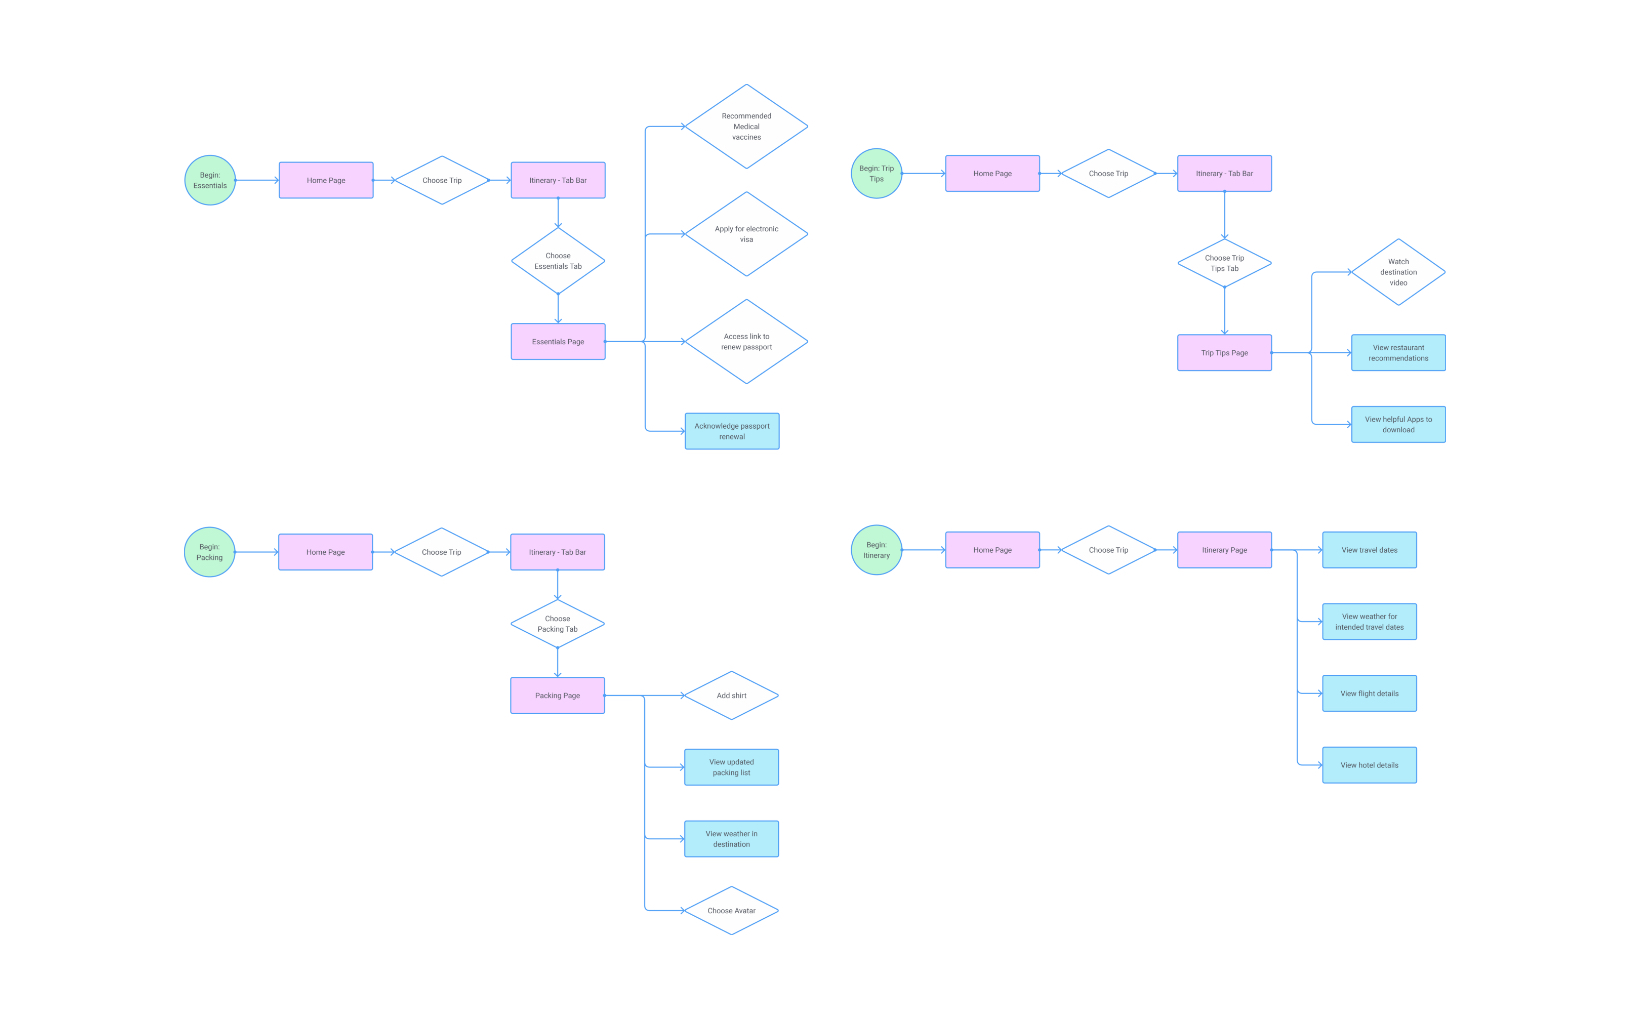 Begin:
Essentials
Home Page
Choose Trip
Itinerary - Tab Bar
Choose
Essentials Tab
Essentials Page
Recommended
Medical
vaccines
Apply for electronic
visa
Access link to
renew passport
Acknowledge passport
renewal
Begin: Trip
Tips
Home Page
Choose Trip
Itinerary - Tab Bar
Choose Trip
Tips Tab
Trip Tips Page
Watch
destination
video
View restaurant
recommendations
View helpful Apps to
download
Begin:
Packing
Home Page
Choose Trip
Itinerary - Tab Bar
Choose
Packing Tab
Packing Page
Add shirt
View updated
packing list
View weather in
destination
Choose Avatar
Begin:
Itinerary
Home Page
Choose Trip
Itinerary Page
View travel dates
View weather for
intended travel dates
View flight details
View hotel details